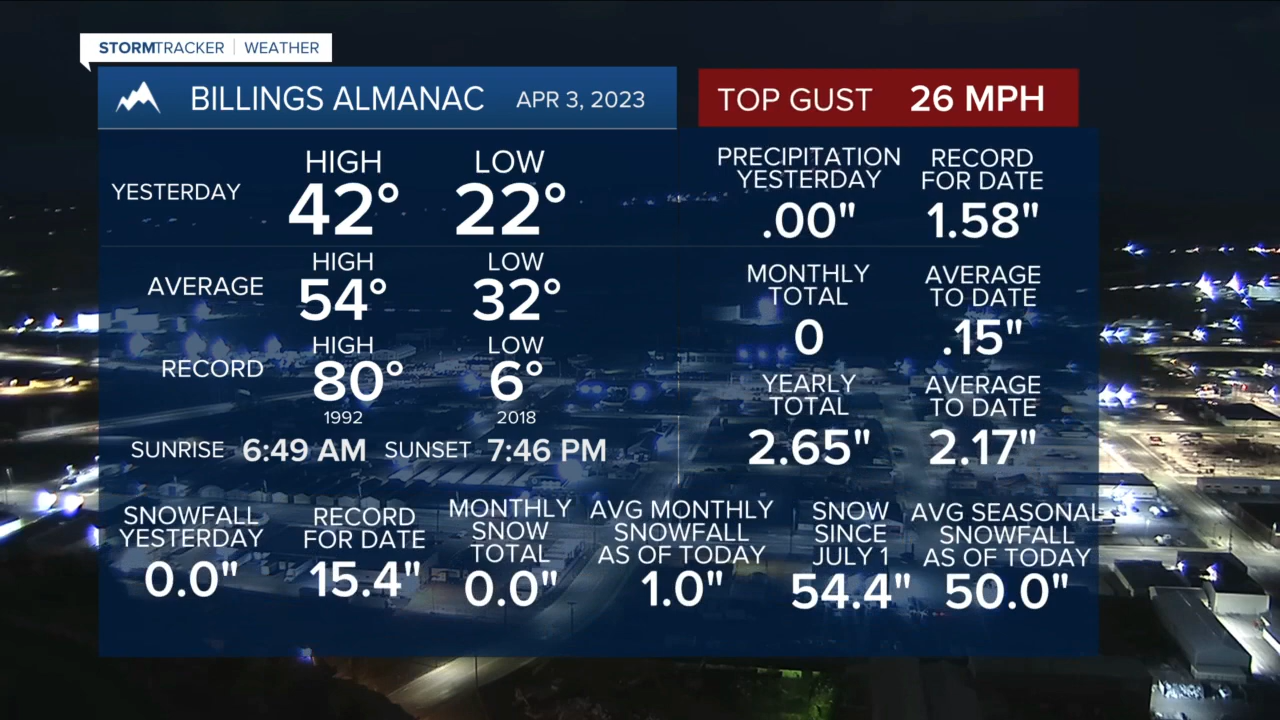 STORMTRACKER | WEATHER
BILLINGS ALMANAC APR 3, 2023
TOP GUST 26 MPH
HIGH LOW
YESTERDAY 42° 22°
HIGH LOW
AVERAGE 54° 32°
HIGH LOW
RECORD 80° 6°
1992 2018
SUNRISE 6:49 AM SUNSET 7:46 PM
PRECIPITATION
YESTERDAY
.00"
RECORD
FOR DATE
1.58"
MONTHLY
TOTAL
0
AVERAGE
TO DATE
.15"
YEARLY
TOTAL
2.65"
AVERAGE
TO DATE
2.17"
SNOWFALL
YESTERDAY
0.0"
RECORD
FOR DATE
15.4"
MONTHLY
SNOW
TOTAL
0.0"
AVG MONTHLY
SNOWFALL
AS OF TODAY
1.0"
SNOW
SINCE
JULY 1
54.4"
AVG SEASONAL
SNOWFALL
AS OF TODAY
50.0"